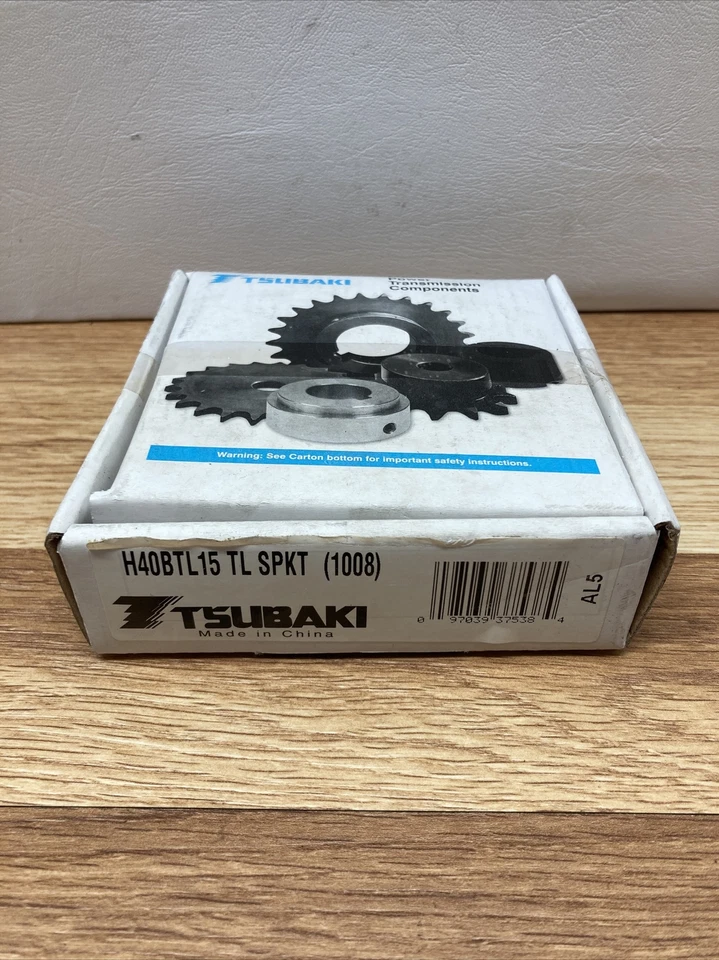 TSUBAKI
Power
Transmission
Components
Warning: See Carton bottom for important safety instructions.
H40BTL15 TL SPKT (1008)
TSUBAKI
Made in China
0 97039 37538 4
AL5